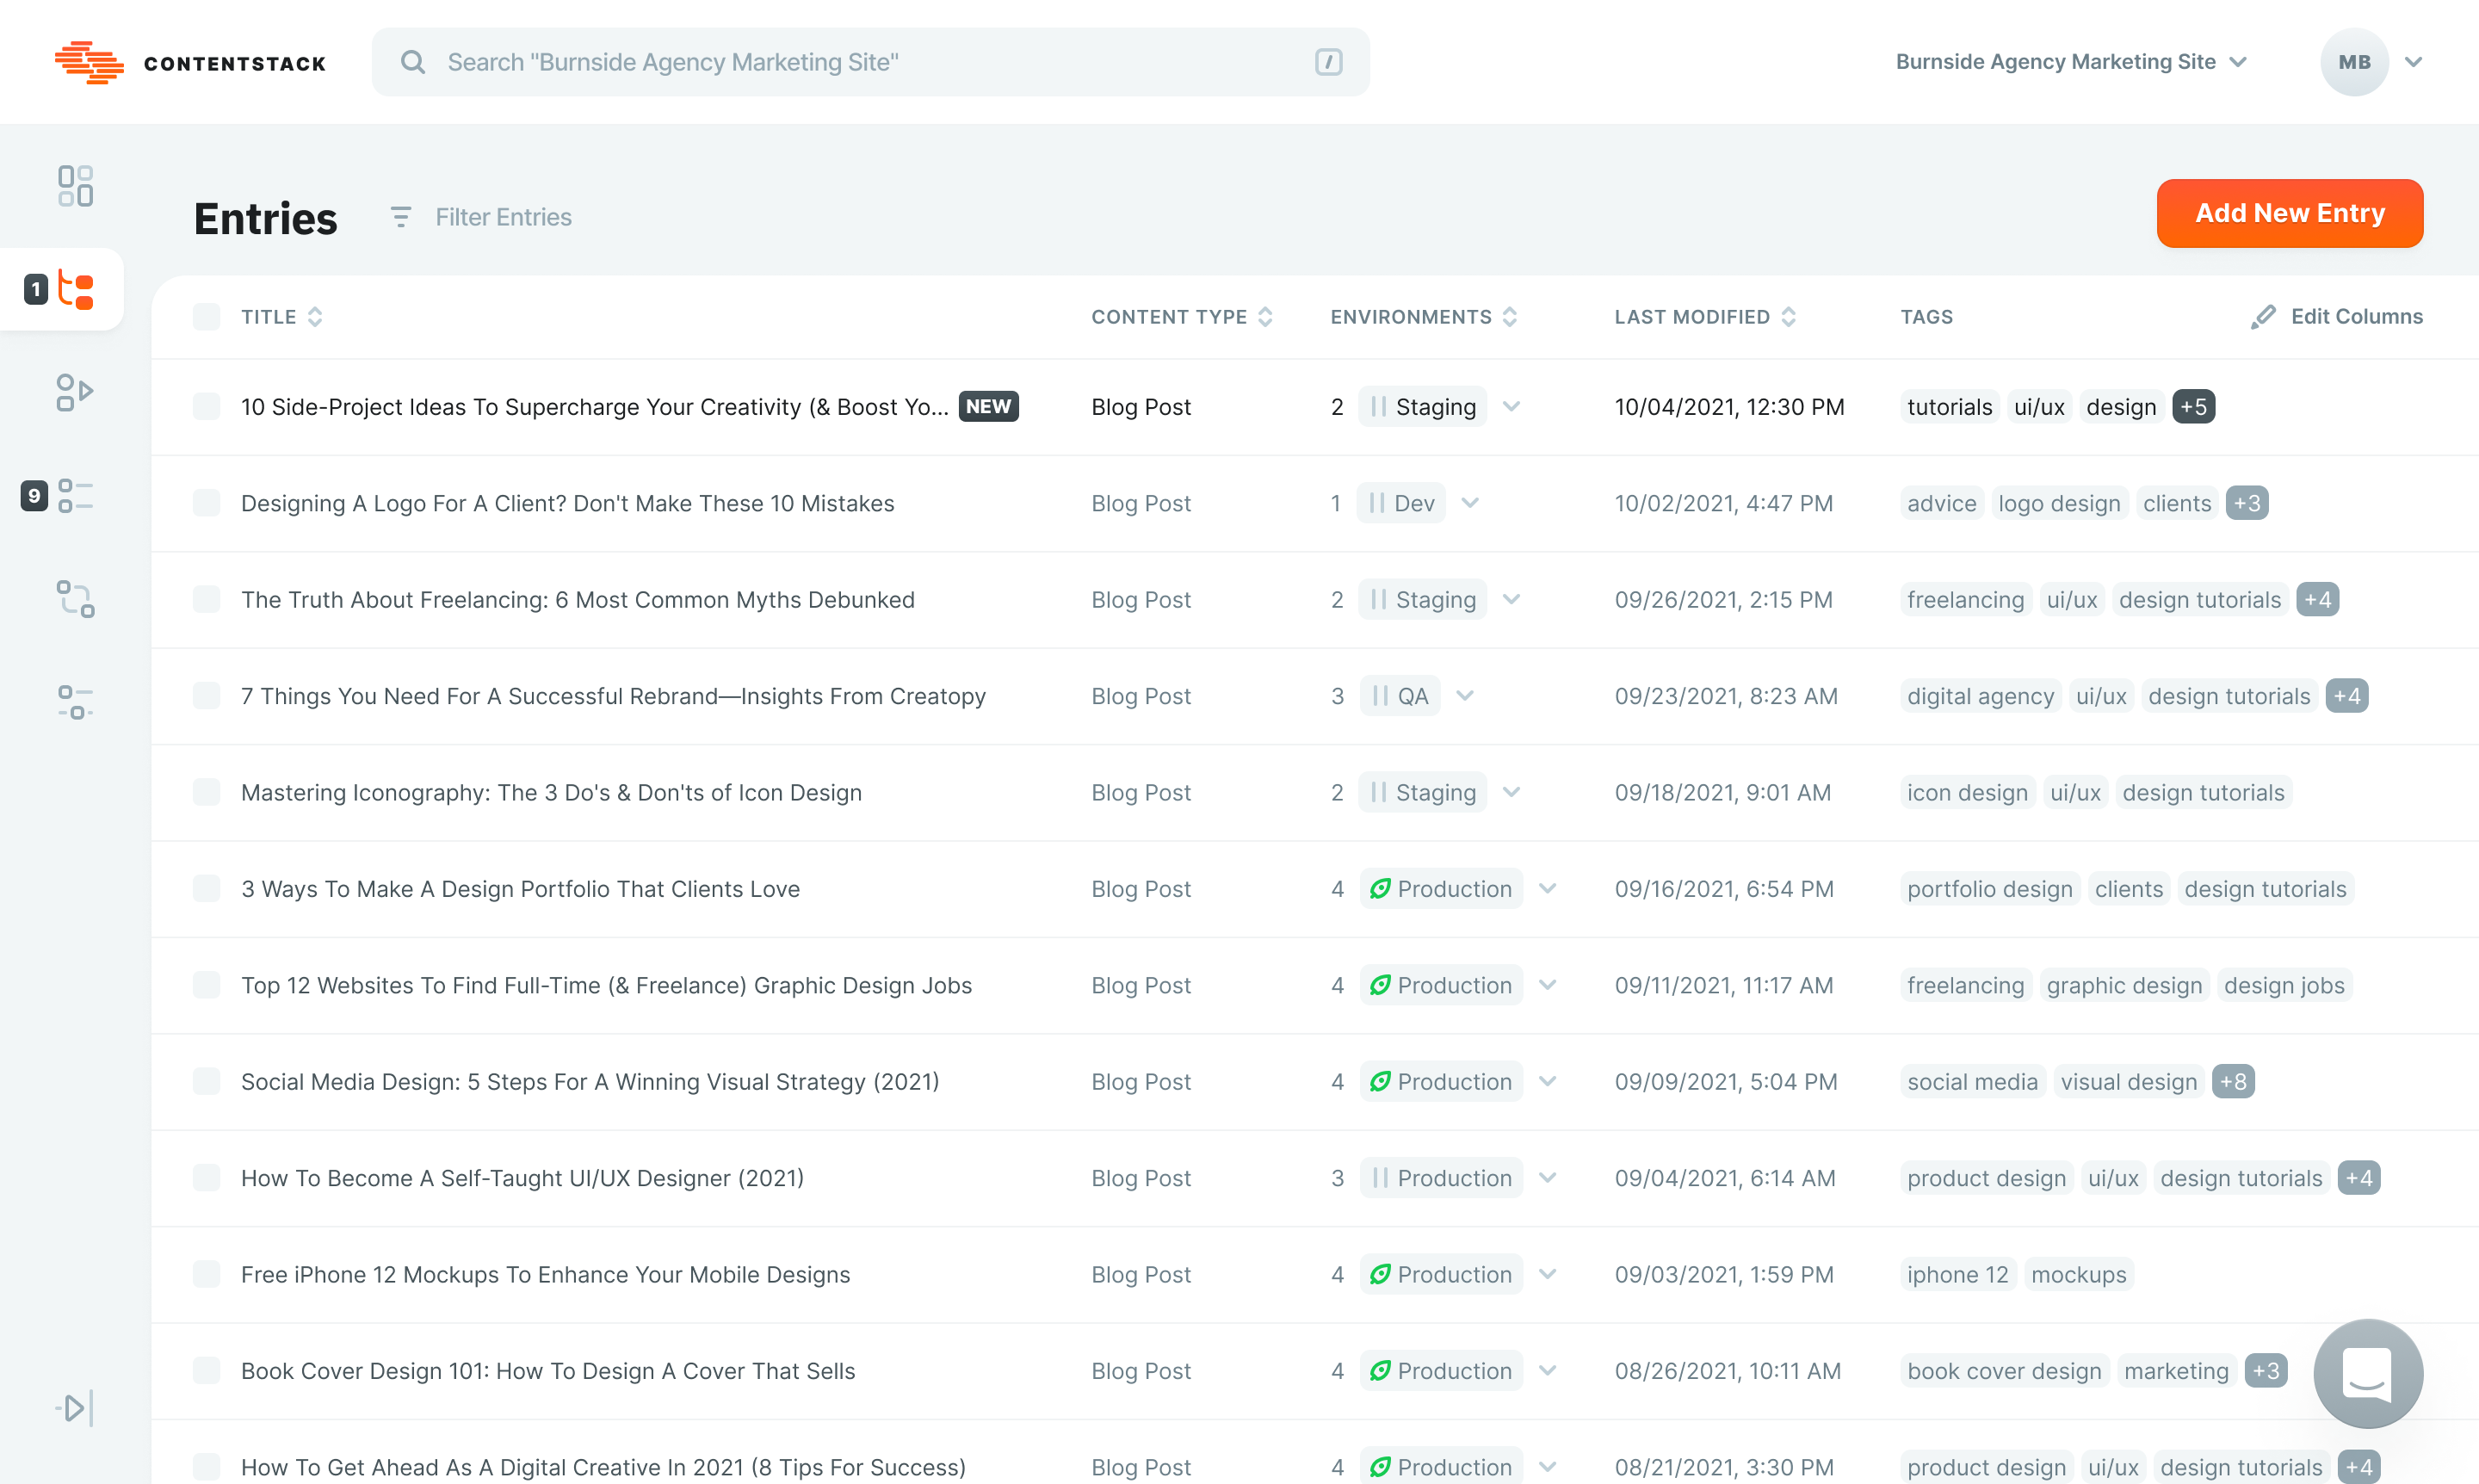 CONTENTSTACK
Search "Burnside Agency Marketing Site"
/
Burnside Agency Marketing Site
MB
Entries
Filter Entries
Add New Entry
1
TITLE CONTENT TYPE ENVIRONMENTS LAST MODIFIED TAGS Edit Columns
10 Side-Project Ideas To Supercharge Your Creativity (& Boost Yo... NEW Blog Post 2 Staging 10/04/2021, 12:30 PM tutorials ui/ux design +5
9
Designing A Logo For A Client? Don't Make These 10 Mistakes Blog Post 1 Dev 10/02/2021, 4:47 PM advice logo design clients +3
The Truth About Freelancing: 6 Most Common Myths Debunked Blog Post 2 Staging 09/26/2021, 2:15 PM freelancing ui/ux design tutorials +4
7 Things You Need For A Successful Rebrand—Insights From Creatopy Blog Post 3 QA 09/23/2021, 8:23 AM digital agency ui/ux design tutorials +4
Mastering Iconography: The 3 Do's & Don'ts of Icon Design Blog Post 2 Staging 09/18/2021, 9:01 AM icon design ui/ux design tutorials
3 Ways To Make A Design Portfolio That Clients Love Blog Post 4 Production 09/16/2021, 6:54 PM portfolio design clients design tutorials
Top 12 Websites To Find Full-Time (& Freelance) Graphic Design Jobs Blog Post 4 Production 09/11/2021, 11:17 AM freelancing graphic design design jobs
Social Media Design: 5 Steps For A Winning Visual Strategy (2021) Blog Post 4 Production 09/09/2021, 5:04 PM social media visual design +8
How To Become A Self-Taught UI/UX Designer (2021) Blog Post 3 Production 09/04/2021, 6:14 AM product design ui/ux design tutorials +4
Free iPhone 12 Mockups To Enhance Your Mobile Designs Blog Post 4 Production 09/03/2021, 1:59 PM iphone 12 mockups
Book Cover Design 101: How To Design A Cover That Sells Blog Post 4 Production 08/26/2021, 10:11 AM book cover design marketing +3
How To Get Ahead As A Digital Creative In 2021 (8 Tips For Success) Blog Post 4 Production 08/21/2021, 3:30 PM product design ui/ux design tutorials +4